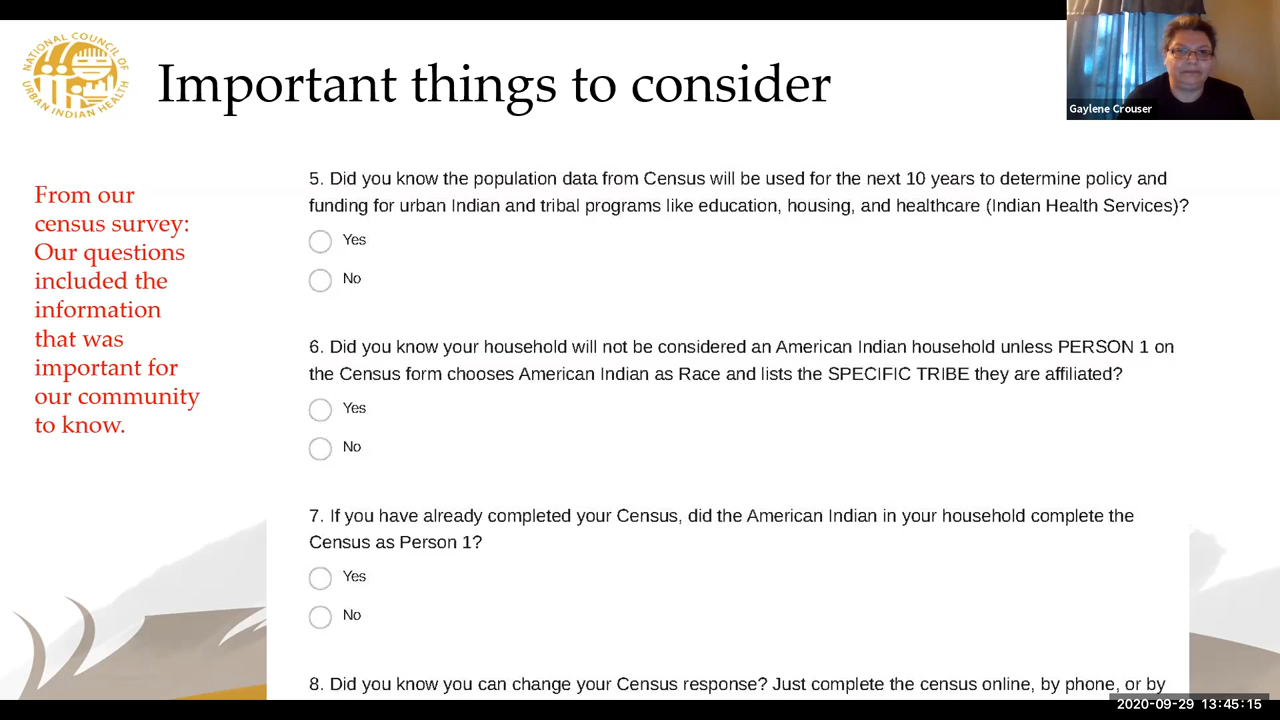 NATIONAL COUNCIL OF
URBAN INDIAN HEALTH
Important things to consider
Gaylene Crouser
From our
census survey:
Our questions
included the
information
that was
important for
our community
to know.
5. Did you know the population data from Census will be used for the next 10 years to determine policy and
funding for urban Indian and tribal programs like education, housing, and healthcare (Indian Health Services)?
Yes
No
6. Did you know your household will not be considered an American Indian household unless PERSON 1 on
the Census form chooses American Indian as Race and lists the SPECIFIC TRIBE they are affiliated?
Yes
No
7. If you have already completed your Census, did the American Indian in your household complete the
Census as Person 1?
Yes
No
8. Did you know you can change your Census response? Just complete the census online, by phone, or by
2020-09-29 13:45:15